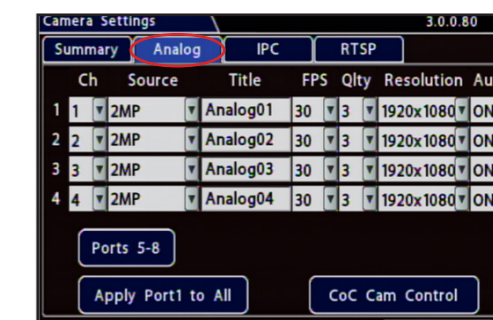 Camera Settings 3.0.0.80
Summary Analog IPC RTSP
Ch Source Title FPS Qlty Resolution Au
1 1 2MP Analog01 30 3 1920x1080 ON
2 2 2MP Analog02 30 3 1920x1080 ON
3 3 2MP Analog03 30 3 1920x1080 ON
4 4 2MP Analog04 30 3 1920x1080 ON
Ports 5-8
Apply Port1 to All CoC Cam Control